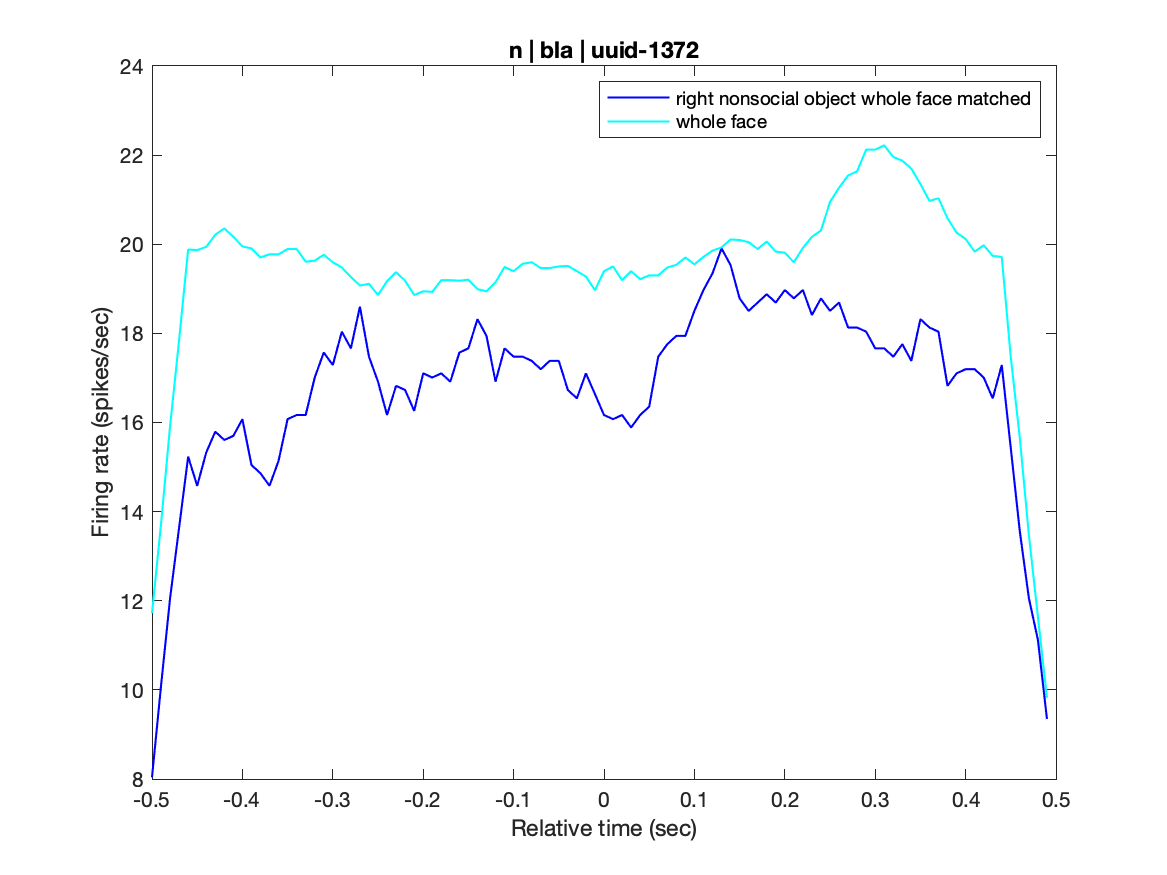 n | bla | uuid-1372
right nonsocial object whole face matched
whole face
24
22
20
18
16
14
12
10
8
Firing rate (spikes/sec)
-0.5 -0.4 -0.3 -0.2 -0.1 0 0.1 0.2 0.3 0.4 0.5
Relative time (sec)